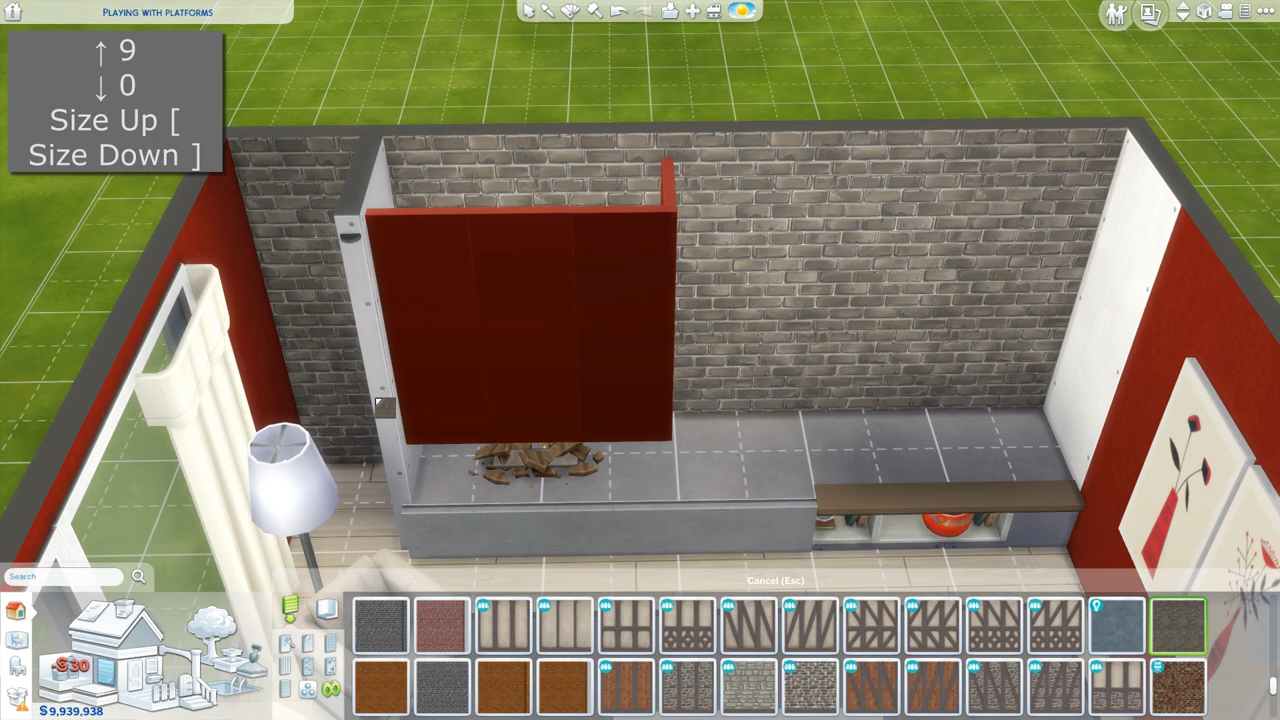 PLAYING WITH PLATFORMS
↑ 9
↓ 0
Size Up [
Size Down ]
Cancel (Esc)
Search
-§30
§9,939,938